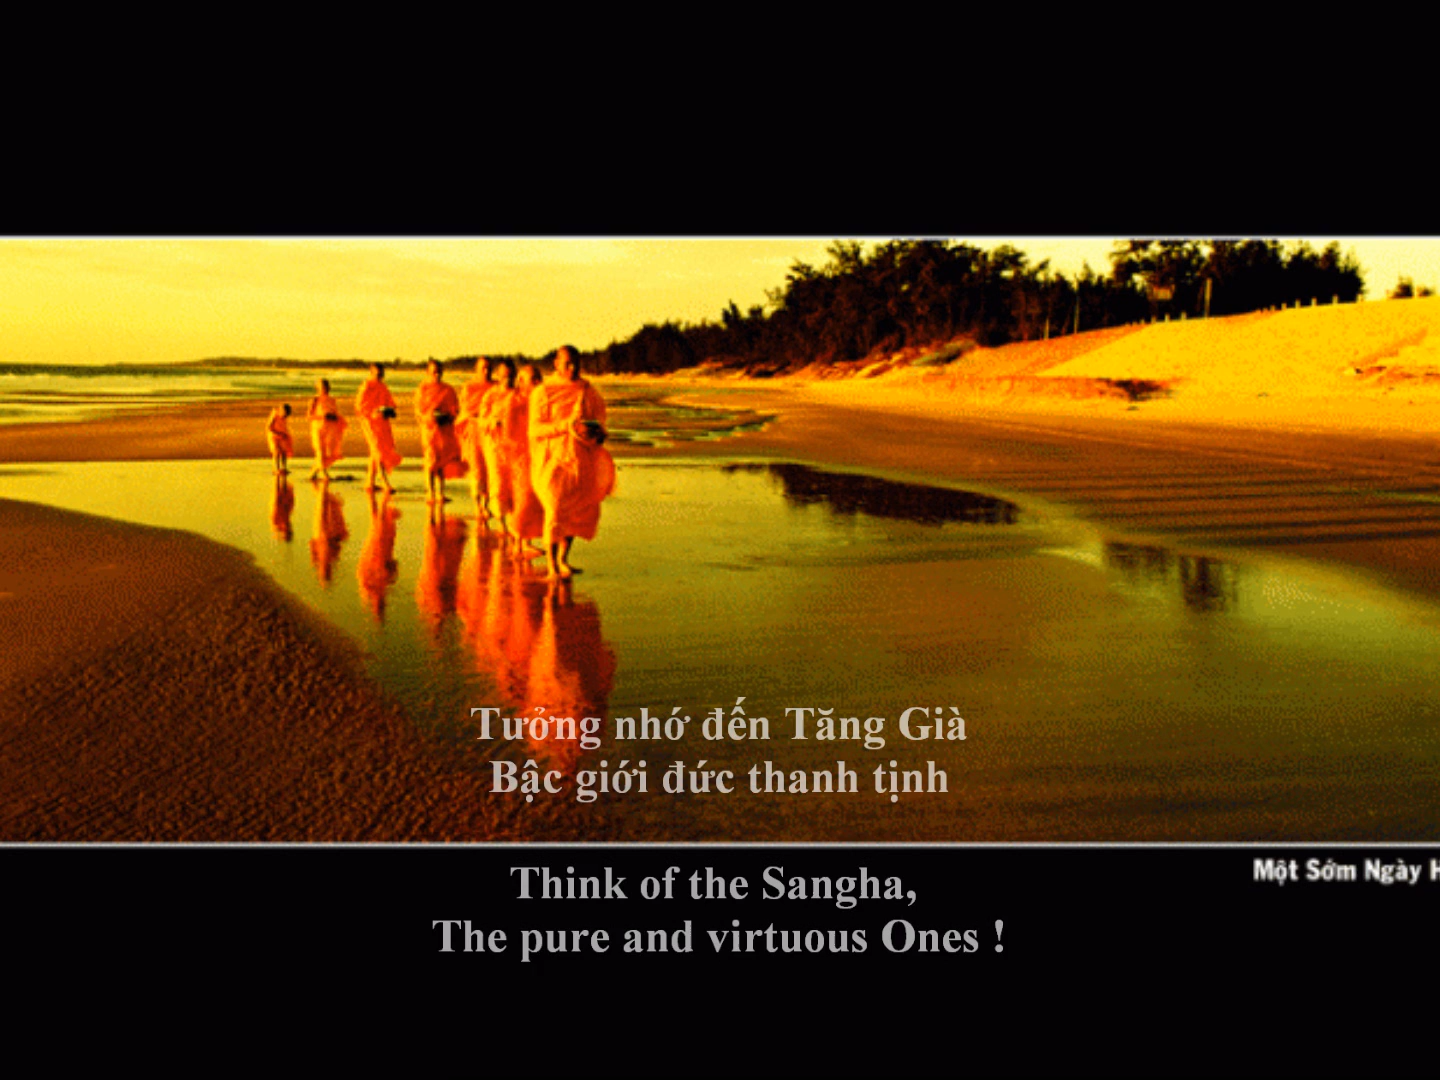 Tưởng nhớ đến Tăng Già
Bậc giới đức thanh tịnh
Think of the Sangha,
Một Sớm Ngày
The pure and virtuous Ones !